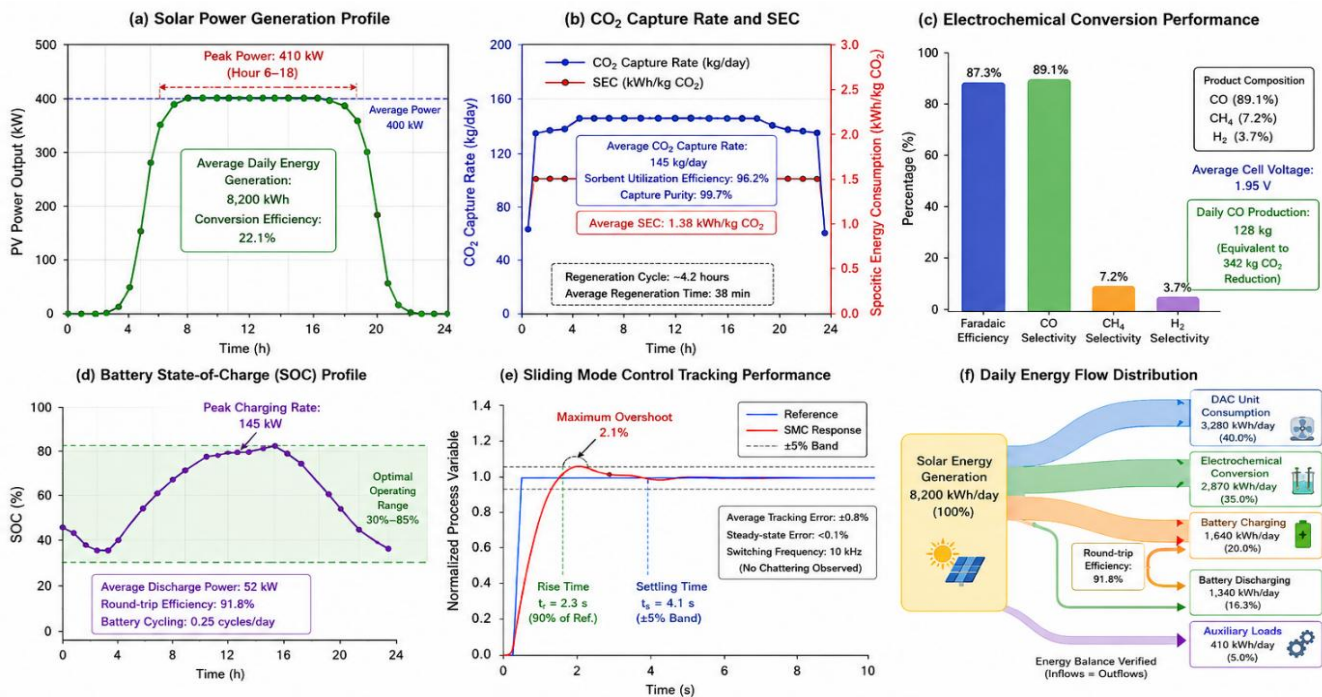 (a) Solar Power Generation Profile
PV Power Output (kW)
500
400
300
200
100
0
Peak Power: 410 kW
(Hour 6–18)
Average Power
400 kW
Average Daily Energy
Generation:
8,200 kWh
Conversion Efficiency:
22.1%
0 2 4 6 8 10 12 14 16 18 20 24
Time (h)
(b) CO₂ Capture Rate and SEC
CO₂ Capture Rate (kg/day)
200
160
120
80
40
0
CO₂ Capture Rate (kg/day)
SEC (kWh/kg CO₂)
Average CO₂ Capture Rate:
145 kg/day
Sorbent Utilization Efficiency: 96.2%
Capture Purity: 99.7%
Average SEC: 1.38 kWh/kg CO₂
Regeneration Cycle: ~4.2 hours
Average Regeneration Time: 38 min
3.0
2.5
2.0
1.5
1.0
0.5
0.0
Spocitic Energy Consumption (kWh/kg CO₂)
0 4 8 12 16 20 24
Time (h)
(c) Electrochemical Conversion Performance
Percentage (%)
100
80%
60%
40%
20%
0%
87.3%
89.1%
7.2%
3.7%
Faradaic
Efficiency
CO
Selectivity
CH₄
Selectivity
H₂
Selectivity
Product Composition
CO (89.1%)
CH₄ (7.2%)
H₂ (3.7%)
Average Cell Voltage:
1.95 V
Daily CO Production:
128 kg
(Equivalent to
342 kg CO₂
Reduction)
(d) Battery State-of-Charge (SOC) Profile
SOC (%)
100
80
60
40
20
0
Peak Charging Rate:
145 kW
Optimal
Operating
Range
30%–85%
Average Discharge Power: 52 kW
Round-trip Efficiency: 91.8%
Battery Cycling: 0.25 cycles/day
0 4 8 12 16 20 24
Time (h)
(e) Sliding Mode Control Tracking Performance
Normalized Process Variable
1.4
1.2
1.0
0.8
0.6
0.4
0.2
0.0
Maximum Overshoot
2.1%
Reference
SMC Response
±5% Band
Average Tracking Error: ±0.8%
Steady-state Error: <0.1%
Switching Frequency: 10 kHz
(No Chattering Observed)
Rise Time
tᵣ = 2.3 s
(90% of Ref.)
Settling Time
tₛ = 4.1 s
(±5% Band)
0 2 4 6 8 10
Time (s)
(f) Daily Energy Flow Distribution
Solar Energy
Generation
8,200 kWh/day
(100%)
DAC Unit
Consumption
3,280 kWh/day
(40.0%)
Electrochemical
Conversion
2,870 kWh/day
(35.0%)
Battery Charging
1,640 kWh/day
(20.0%)
Round-trip
Efficiency:
91.8%
Battery Discharging
1,340 kWh/day
(16.3%)
Auxiliary Loads
410 kWh/day
(5.0%)
Energy Balance Verified
(Inflows = Outflows)